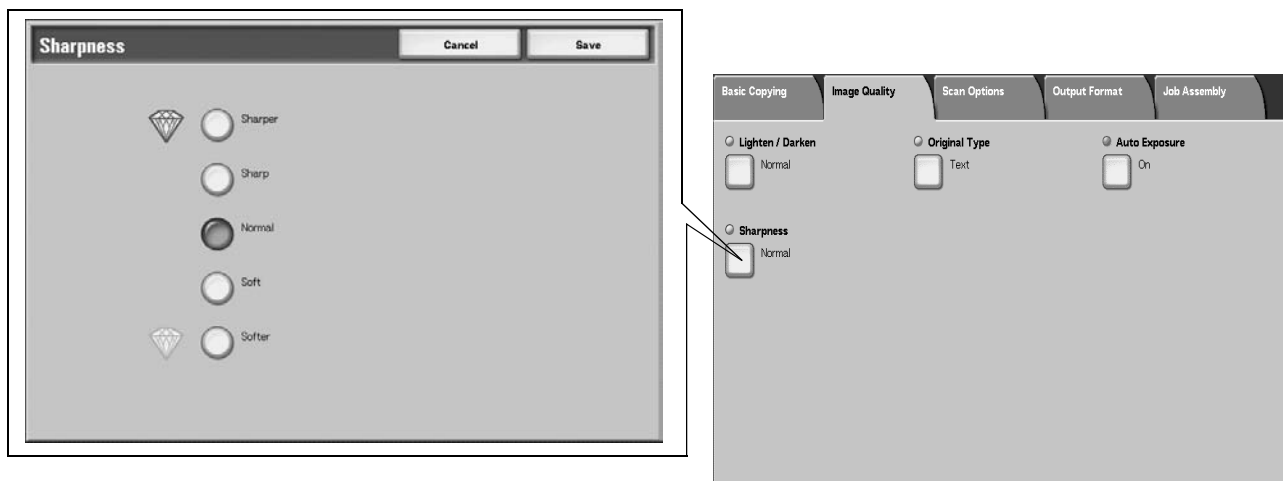 Sharpness Cancel Save
Sharper
Sharp
Normal
Soft
Softer
Basic Copying Image Quality Scan Options Output Format Job Assembly
Lighten / Darken Original Type Auto Exposure
Normal Text On
Sharpness
Normal